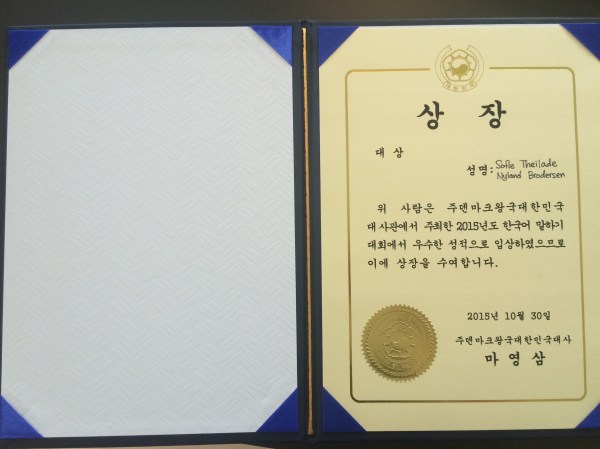 상 장
대 상
성명: Sofie Theilade
Nyland Brodersen
위 사람은 주덴마크왕국대한민국
대사관에서 주최한 2015년도 한국어 말하기
대회에서 우수한 성적으로 입상하였으므로
이에 상장을 수여합니다.
2015년 10월 30일
주덴마크왕국대한민국대사
마 영 삼